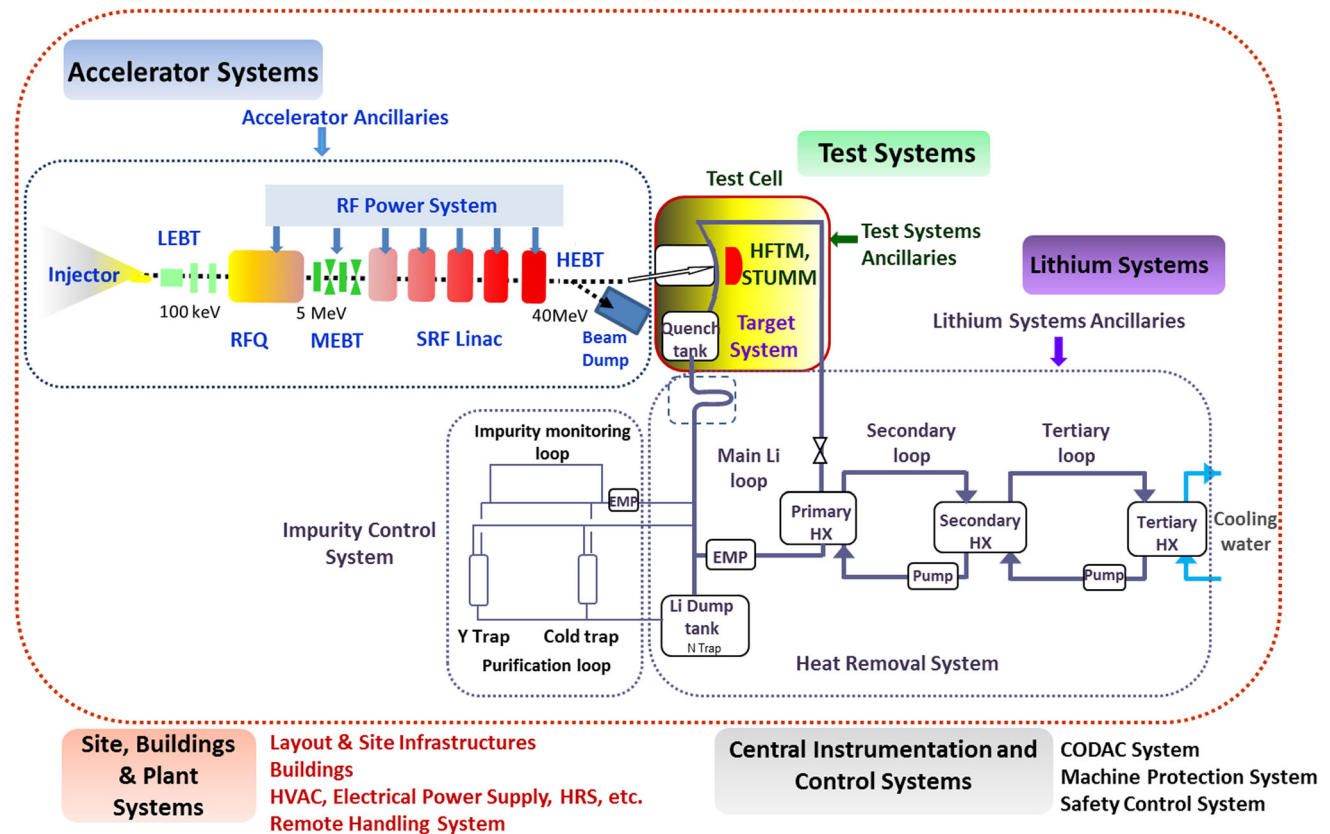 Accelerator Systems
Accelerator Ancillaries
RF Power System
LEBT
Injector
100 keV
RFQ
5 MeV
MEBT
SRF Linac
HEBT
40MeV
Beam
Dump
Test Systems
Test Cell
HFTM,
STUMM
Test Systems
Ancillaries
Quench
tank
Target
System
Lithium Systems
Lithium Systems Ancillaries
Impurity monitoring
loop
EMP
Impurity Control
System
Y Trap
Cold trap
Purification loop
Main Li
loop
Secondary
loop
Tertiary
loop
Primary
HX
Secondary
HX
Tertiary
HX
Cooling
water
EMP
Pump
Pump
Li Dump
tank
N Trap
Heat Removal System
Site, Buildings
& Plant
Systems
Layout & Site Infrastructures
Buildings
HVAC, Electrical Power Supply, HRS, etc.
Remote Handling System
Central Instrumentation and
Control Systems
CODAC System
Machine Protection System
Safety Control System